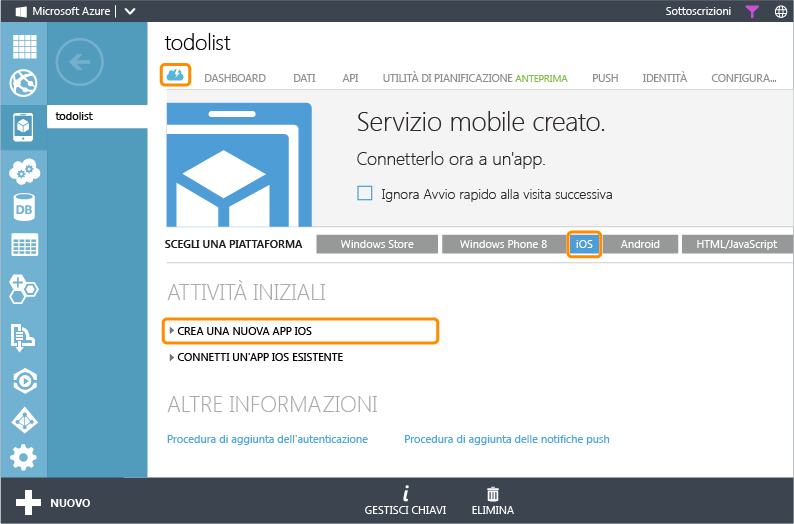 Microsoft Azure
Sottoscrizioni
todolist
todolist
DASHBOARD DATI API UTILITÀ DI PIANIFICAZIONE ANTEPRIMA PUSH IDENTITÀ CONFIGURA...
Servizio mobile creato.
Connetterlo ora a un'app.
Ignora Avvio rapido alla visita successiva
SCEGLI UNA PIATTAFORMA Windows Store Windows Phone 8 iOS Android HTML/JavaScript
ATTIVITÀ INIZIALI
CREA UNA NUOVA APP IOS
CONNETTI UN'APP IOS ESISTENTE
ALTRE INFORMAZIONI
Procedura di aggiunta dell'autenticazione Procedura di aggiunta delle notifiche push
DB
NUOVO
GESTISCI CHIAVI
ELIMINA